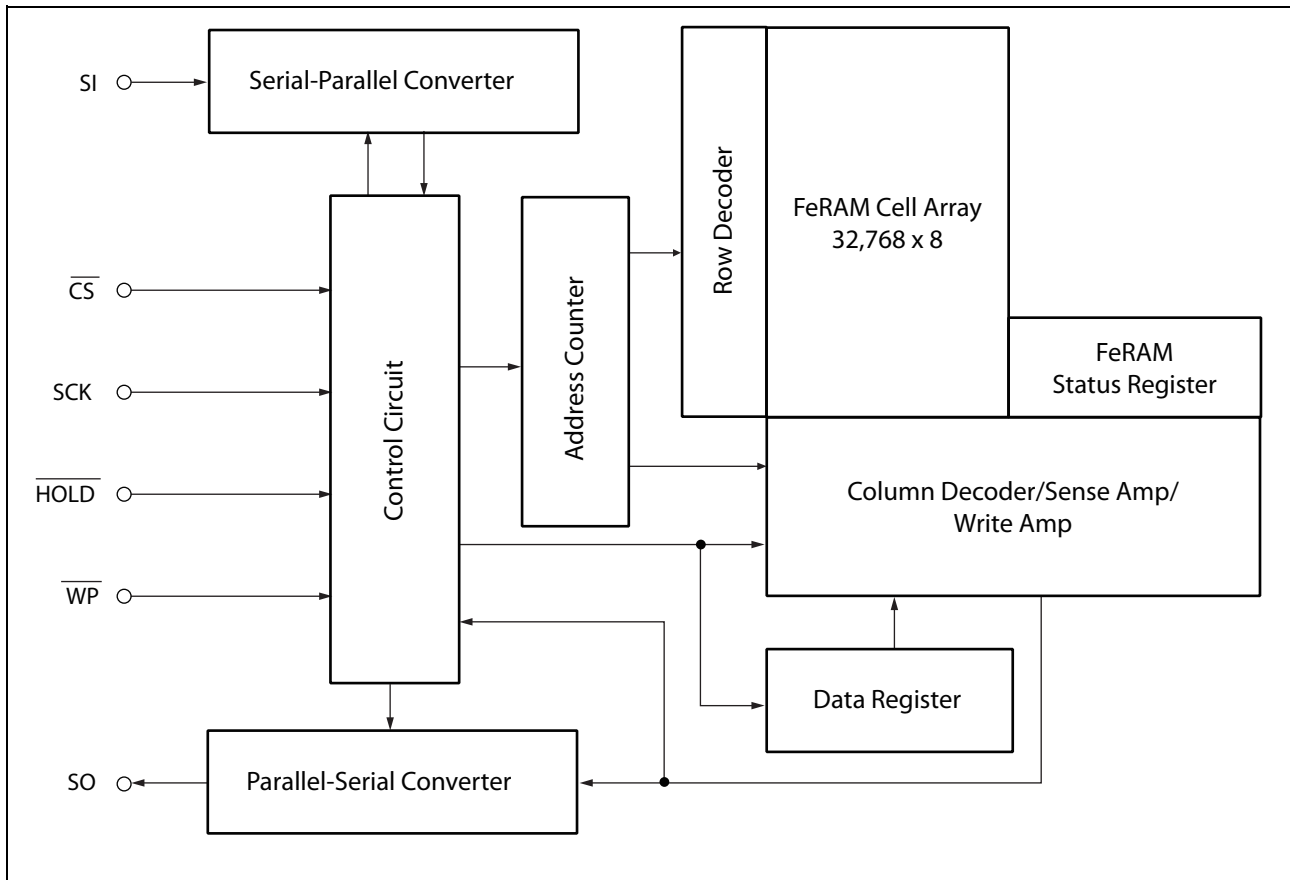 SI
Serial-Parallel Converter
CS
SCK
HOLD
WP
Control Circuit
Address Counter
Row Decoder
FeRAM Cell Array
32,768 x 8
FeRAM
Status Register
Column Decoder/Sense Amp/
Write Amp
Data Register
SO
Parallel-Serial Converter